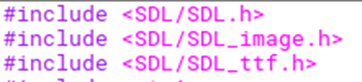 #include <SDL/SDL.h>
#include <SDL/SDL_image.h>
#include <SDL/SDL_ttf.h>